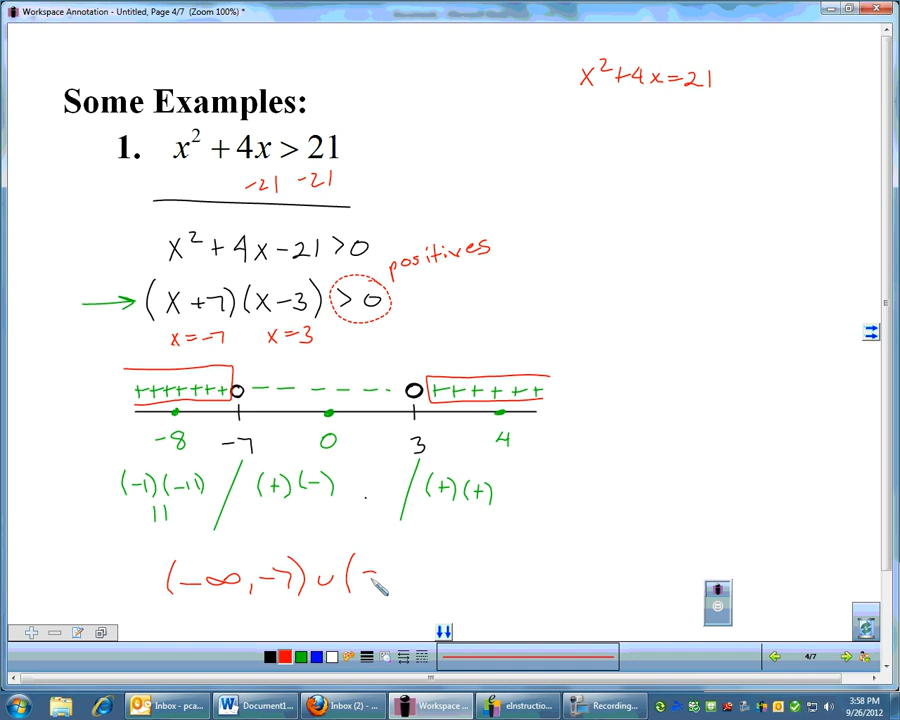 Workspace Annotation - Untitled, Page 4/7 (Zoom 100%) *
x²+4x=21
Some Examples:
1. x² + 4x > 21
-21 -21
x² + 4x - 21 > 0
positives
(x + 7)(x - 3) > 0
x = -7 x = 3
+++++++ O — — — — — - O ++++++
-8 -7 0 3 4
(-1)(-11) / (+)(-) . / (+)(+)
11
(-∞, -7) ∪ (
4/7
Inbox - pca...
Document1...
Inbox (2) - ...
Workspace ...
eInstructio...
Recording...
3:58 PM
9/26/2012